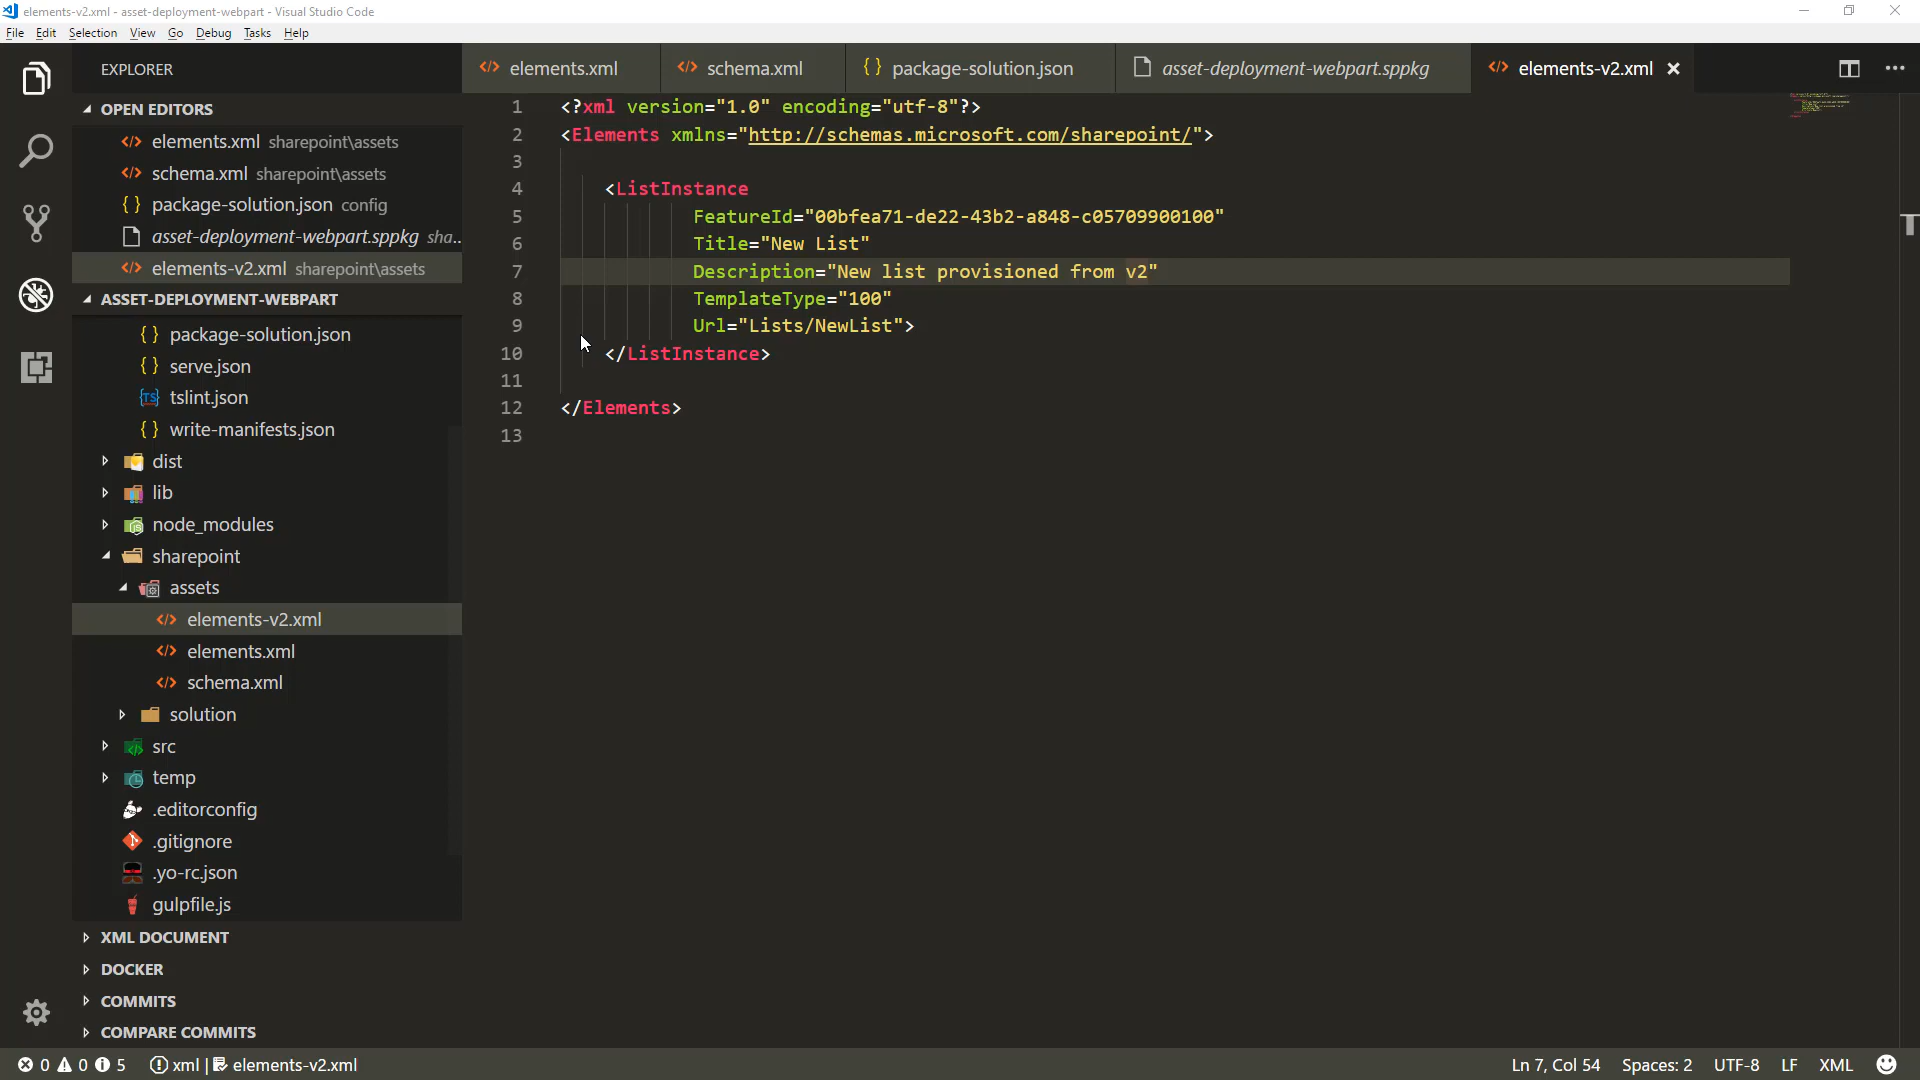 elements-v2.xml - asset-deployment-webpart - Visual Studio Code
File Edit Selection View Go Debug Tasks Help
EXPLORER
OPEN EDITORS
elements.xml sharepoint\assets
schema.xml sharepoint\assets
{ } package-solution.json config
asset-deployment-webpart.sppkg sha..
elements-v2.xml sharepoint\assets
ASSET-DEPLOYMENT-WEBPART
{ } package-solution.json
{ } serve.json
TS tslint.json
{ } write-manifests.json
dist
lib
node_modules
sharepoint
assets
elements-v2.xml
elements.xml
schema.xml
solution
src
temp
.editorconfig
.gitignore
.yo-rc.json
gulpfile.js
XML DOCUMENT
DOCKER
COMMITS
COMPARE COMMITS
elements.xml schema.xml { } package-solution.json asset-deployment-webpart.sppkg elements-v2.xml
1 <?xml version="1.0" encoding="utf-8"?>
2 <Elements xmlns="http://schemas.microsoft.com/sharepoint/">
3
4 <ListInstance
5 FeatureId="00bfea71-de22-43b2-a848-c05709900100"
6 Title="New List"
7 Description="New list provisioned from v2"
8 TemplateType="100"
9 Url="Lists/NewList">
10 </ListInstance>
11
12 </Elements>
13
0 0 5 xml | elements-v2.xml Ln 7, Col 54 Spaces: 2 UTF-8 LF XML